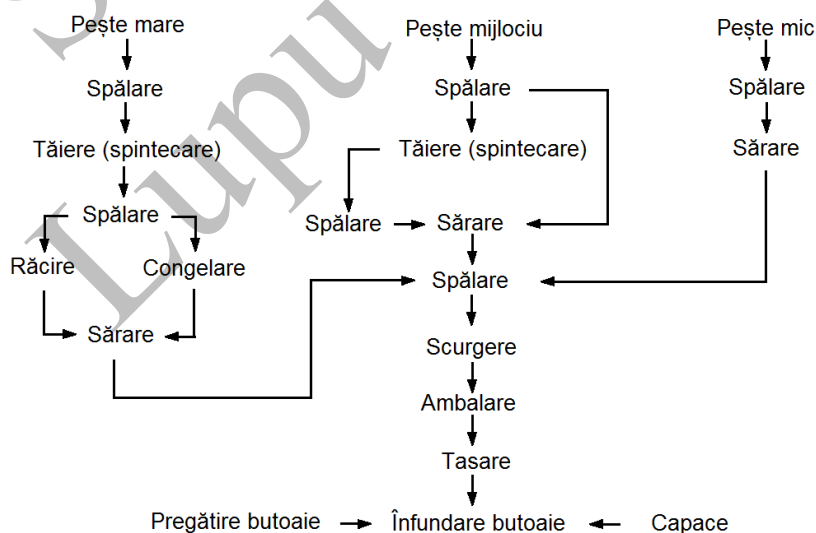 Pește mare
Pește mijlociu
Pește mic
Spălare
Spălare
Spălare
Tăiere (spintecare)
Tăiere (spintecare)
Sărare
Spălare
Spălare
Sărare
Răcire
Congelare
Spălare
Sărare
Scurgere
Ambalare
Tasare
Pregătire butoaie
Înfundare butoaie
Capace
Lupu